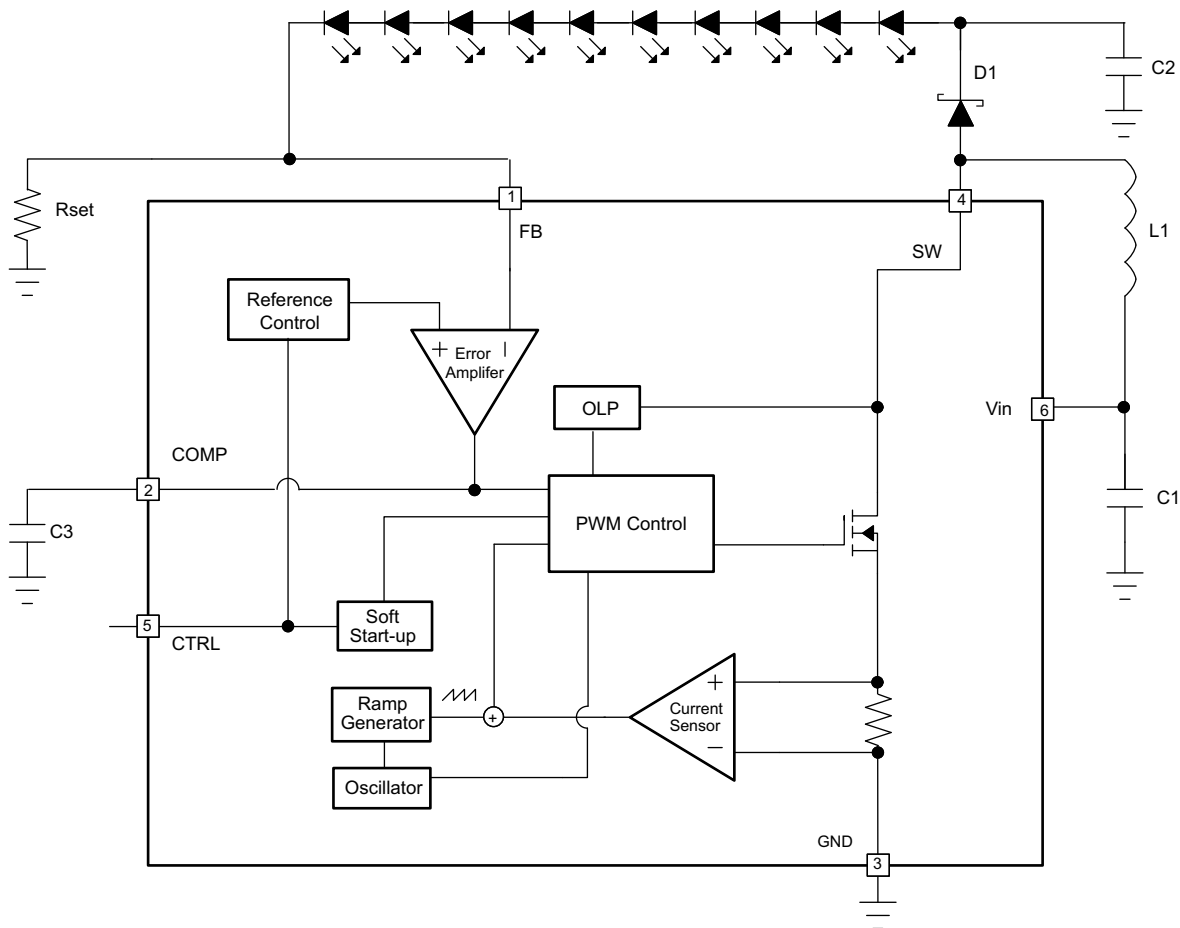 D1
C2
Rset
1
4
FB
L1
SW
Reference
Control
+
Error
Amplifer
OLP
Vin
6
COMP
2
PWM Control
C1
C3
5
Soft
Start-up
CTRL
Ramp
Generator
+
Current
Sensor
+
−
Oscillator
GND
3